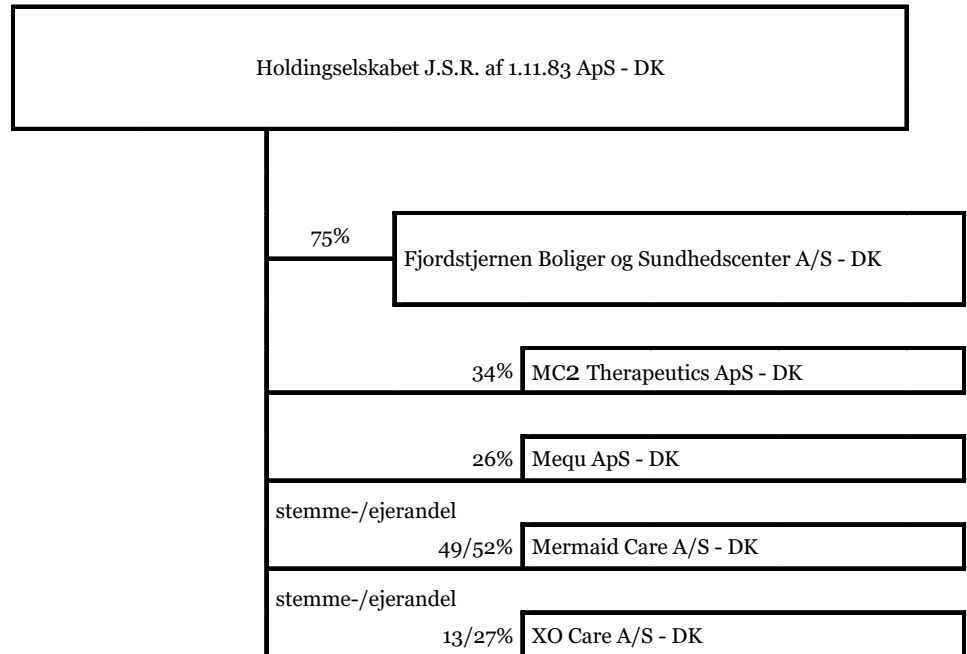 Holdingselskabet J.S.R. af 1.11.83 ApS - DK
75%
Fjordstjernen Boliger og Sundhedscenter A/S - DK
34% MC2 Therapeutics ApS - DK
26% Mequ ApS - DK
stemme-/ejerandel
49/52% Mermaid Care A/S - DK
stemme-/ejerandel
13/27% XO Care A/S - DK